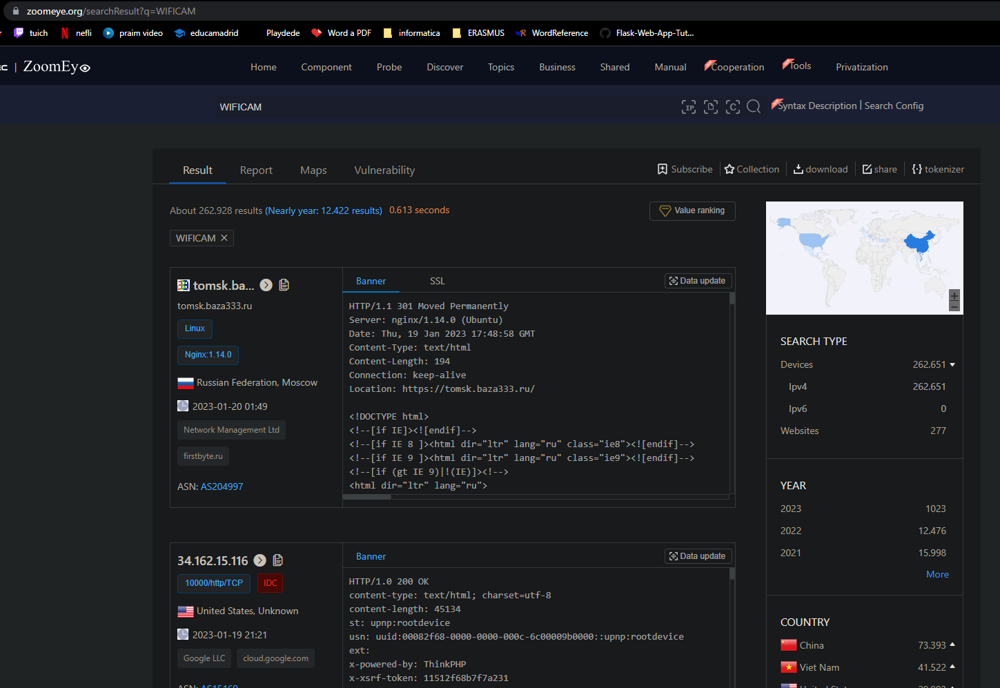 zoomeye.org/searchResult?q=WIFICAM
tuich nefli praim video educamadrid Playdede Word a PDF informatica ERASMUS WR WordReference Flask-Web-App-Tut...
| ZoomEye Home Component Probe Discover Topics Business Shared Manual Cooperation Tools Privatization
WIFICAM IP D C Syntax Description | Search Config
Result Report Maps Vulnerability Subscribe Collection download share tokenizer
About 262.928 results (Nearly year: 12.422 results) 0.613 seconds Value ranking
WIFICAM ✕
tomsk.ba...
tomsk.baza333.ru
Linux
Nginx:1.14.0
Russian Federation, Moscow
2023-01-20 01:49
Network Management Ltd
firstbyte.ru
ASN: AS204997
Banner SSL Data update
HTTP/1.1 301 Moved Permanently
Server: nginx/1.14.0 (Ubuntu)
Date: Thu, 19 Jan 2023 17:48:58 GMT
Content-Type: text/html
Content-Length: 194
Connection: keep-alive
Location: https://tomsk.baza333.ru/
<!DOCTYPE html>
<!--[if IE]><![endif]-->
<!--[if IE 8 ]><html dir="ltr" lang="ru" class="ie8"><![endif]-->
<!--[if IE 9 ]><html dir="ltr" lang="ru" class="ie9"><![endif]-->
<!--[if (gt IE 9)|!(IE)]><!-->
<html dir="ltr" lang="ru">
34.162.15.116
10000/http/TCP IDC
United States, Unknown
2023-01-19 21:21
Google LLC cloud.google.com
Banner Data update
HTTP/1.0 200 OK
content-type: text/html; charset=utf-8
content-length: 45134
st: upnp:rootdevice
usn: uuid:00082f68-0000-0000-000c-6c00009b0000::upnp:rootdevice
ext:
x-powered-by: ThinkPHP
x-xsrf-token: 11512f68b7f7a231
+
−
SEARCH TYPE
Devices 262.651
Ipv4 262.651
Ipv6 0
Websites 277
YEAR
2023 1023
2022 12.476
2021 15.998
More
COUNTRY
China 73.393
Viet Nam 41.522